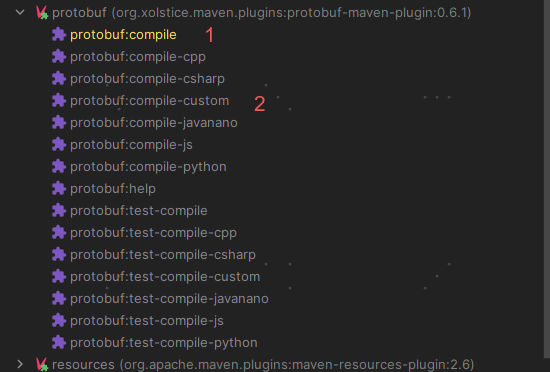 protobuf (org.xolstice.maven.plugins:protobuf-maven-plugin:0.6.1)
protobuf:compile 1
protobuf:compile-cpp
protobuf:compile-csharp
protobuf:compile-custom 2
protobuf:compile-javanano
protobuf:compile-js
protobuf:compile-python
protobuf:help
protobuf:test-compile
protobuf:test-compile-cpp
protobuf:test-compile-csharp
protobuf:test-compile-custom
protobuf:test-compile-javanano
protobuf:test-compile-js
protobuf:test-compile-python
resources (org.apache.maven.plugins:maven-resources-plugin:2.6)